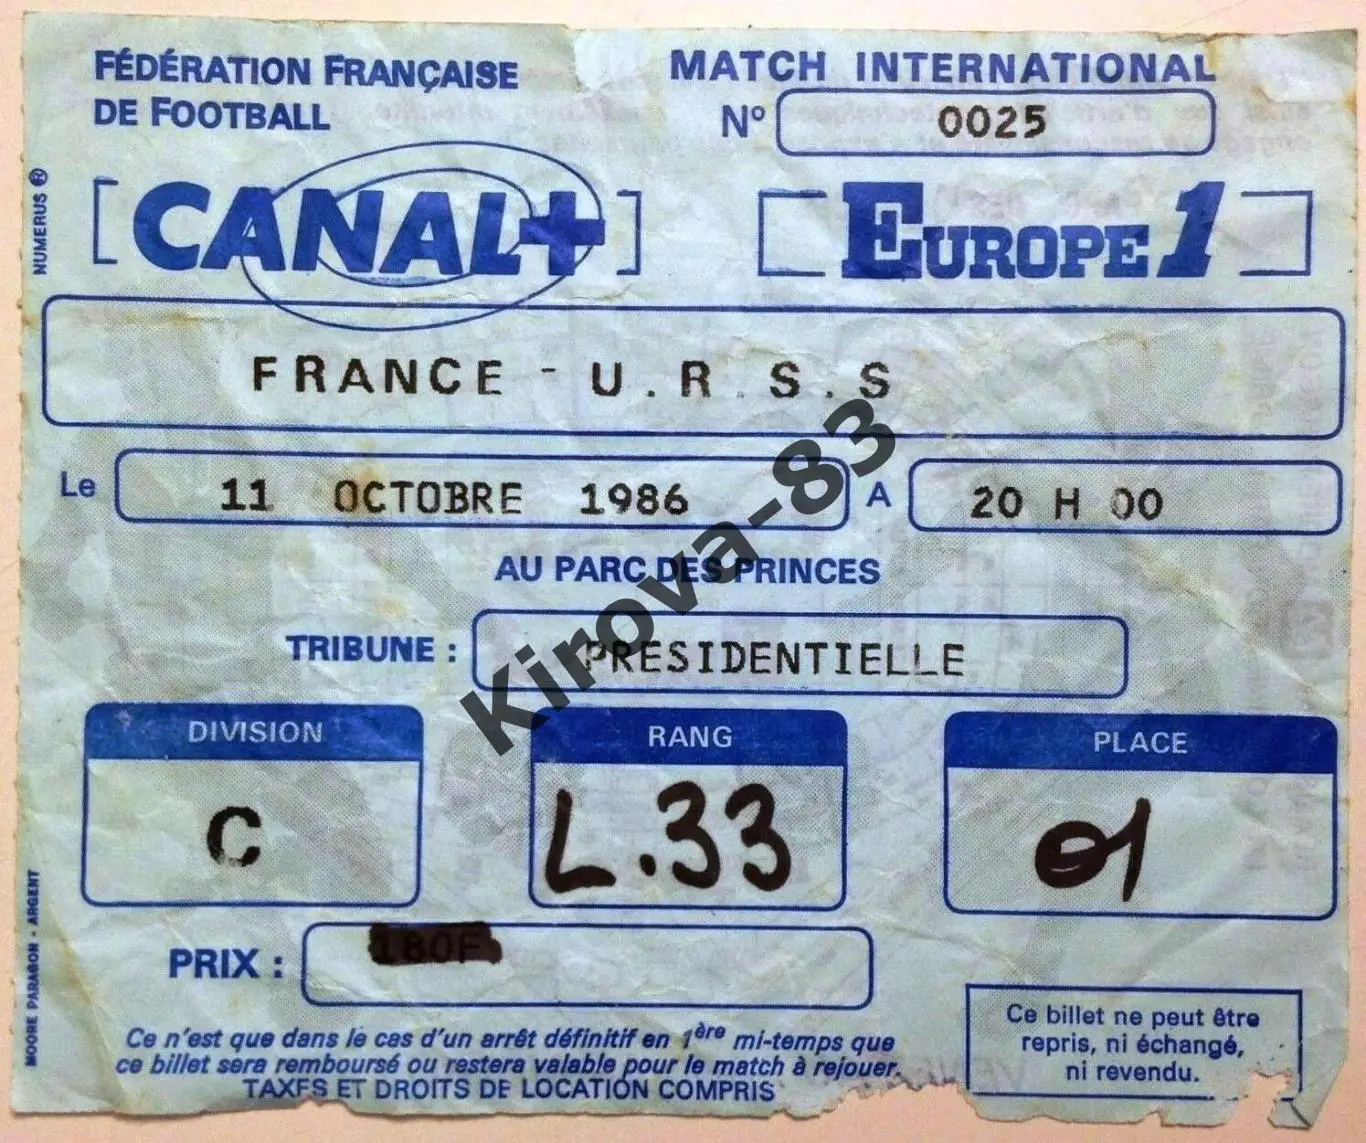 FÉDÉRATION FRANÇAISE
DE FOOTBALL
MATCH INTERNATIONAL
N° 0025
NUMERUS ®
[CANAL+]
[EUROPE 1]
FRANCE - U.R.S.S
Le 11 OCTOBRE 1986 A 20 H 00
AU PARC DES PRINCES
TRIBUNE : PRESIDENTIELLE
Kirova-83
DIVISION RANG PLACE
C L.33 01
MOORE PARAGON - ARGENT
PRIX : 180F
Ce n'est que dans le cas d'un arrêt définitif en 1ère mi-temps que
ce billet sera remboursé ou restera valable pour le match à rejouer.
TAXES ET DROITS DE LOCATION COMPRIS
Ce billet ne peut être
repris, ni échangé,
ni revendu.